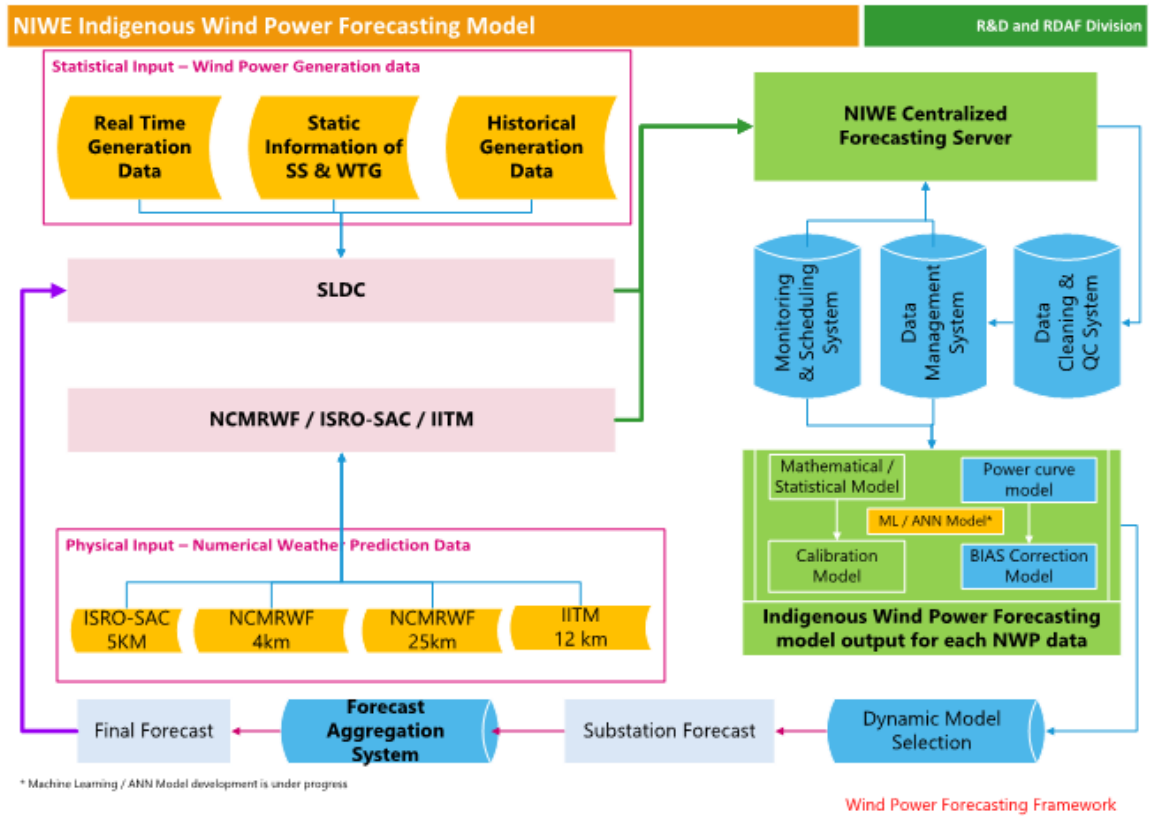 NIWE Indigenous Wind Power Forecasting Model
R&D and RDAF Division
Statistical Input – Wind Power Generation data
Real Time
Generation
Data
Static
Information of
SS & WTG
Historical
Generation
Data
NIWE Centralized
Forecasting Server
SLDC
Monitoring
& Scheduling
System
Data
Management
System
Data
Cleaning &
QC System
NCMRWF / ISRO-SAC / IITM
Mathematical /
Statistical Model
Power curve
model
ML / ANN Model*
Calibration
Model
BIAS Correction
Model
Indigenous Wind Power Forecasting
model output for each NWP data
Physical Input – Numerical Weather Prediction Data
ISRO-SAC
5KM
NCMRWF
4km
NCMRWF
25km
IITM
12 km
Final Forecast
Forecast
Aggregation
System
Substation Forecast
Dynamic Model
Selection
* Machine Learning / ANN Model development is under progress
Wind Power Forecasting Framework